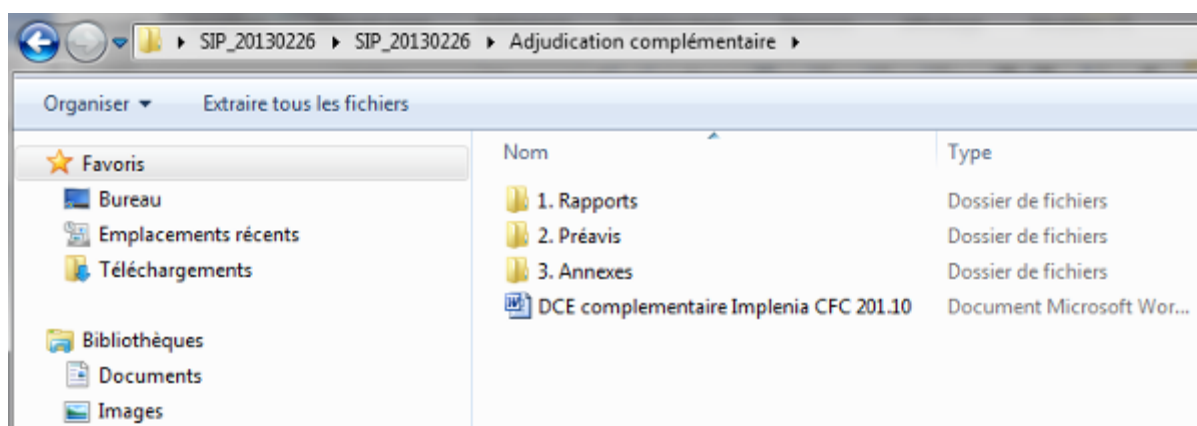 SIP_20130226 SIP_20130226 Adjudication complémentaire
Organiser Extraire tous les fichiers
Favoris
Bureau
Emplacements récents
Téléchargements
Bibliothèques
Documents
Images
Nom Type
1. Rapports Dossier de fichiers
2. Préavis Dossier de fichiers
3. Annexes Dossier de fichiers
DCE complementaire Implenia CFC 201.10 Document Microsoft Wor...